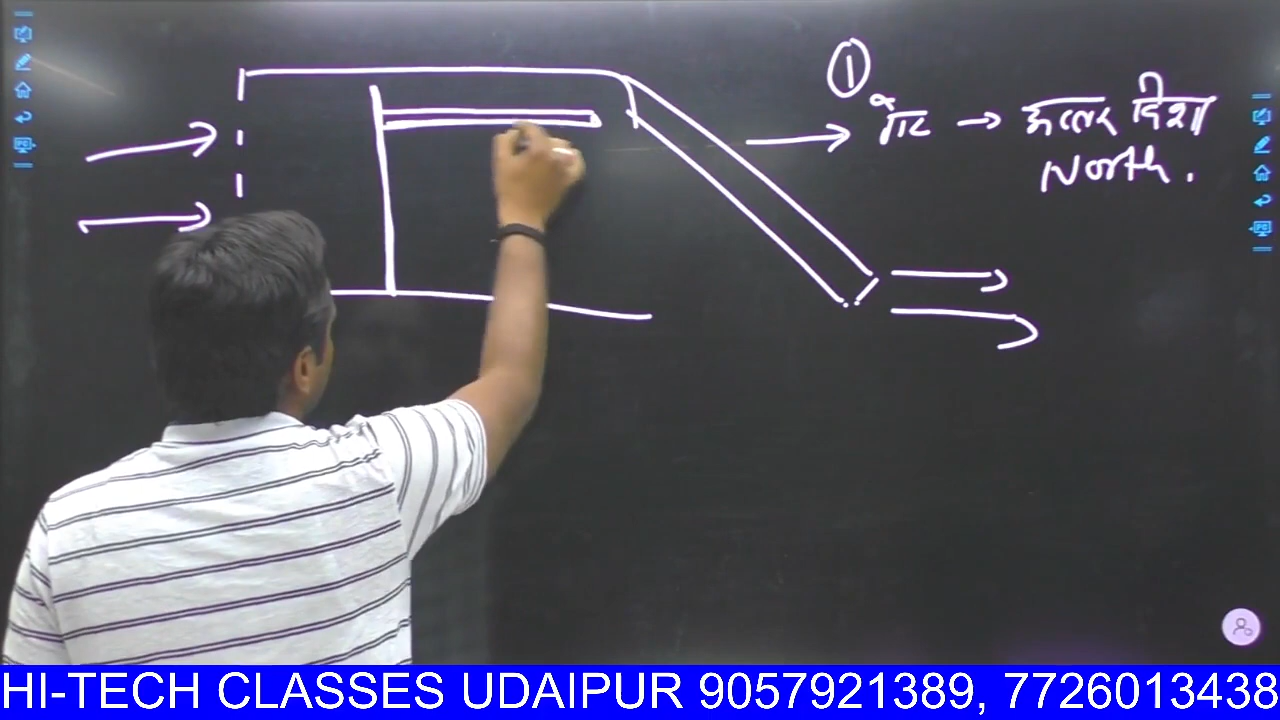 ①
गेट → उत्तर दिशा
North.
HI-TECH CLASSES UDAIPUR 9057921389, 7726013438